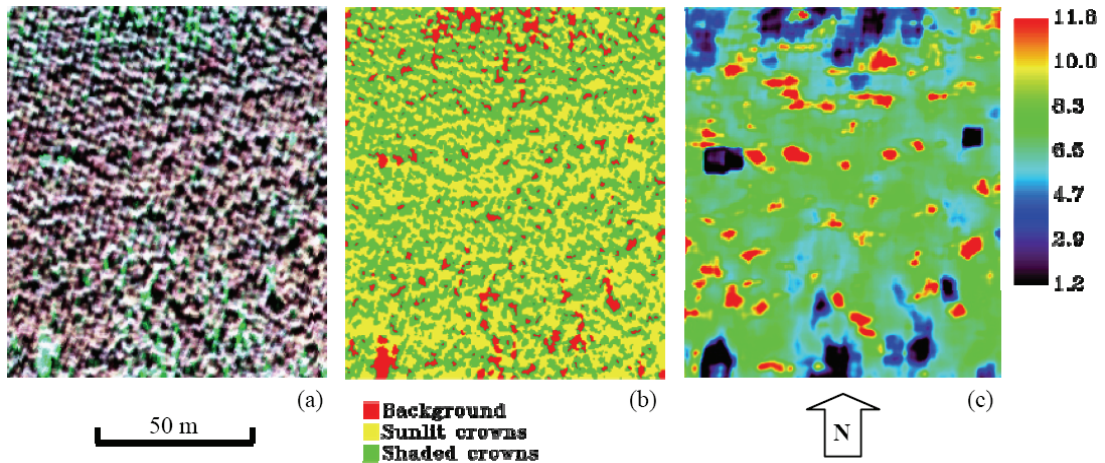 11.8
10.0
8.3
6.5
4.7
2.9
1.2
(a)
(b)
(c)
50 m
Background
Sunlit crowns
Shaded crowns
N